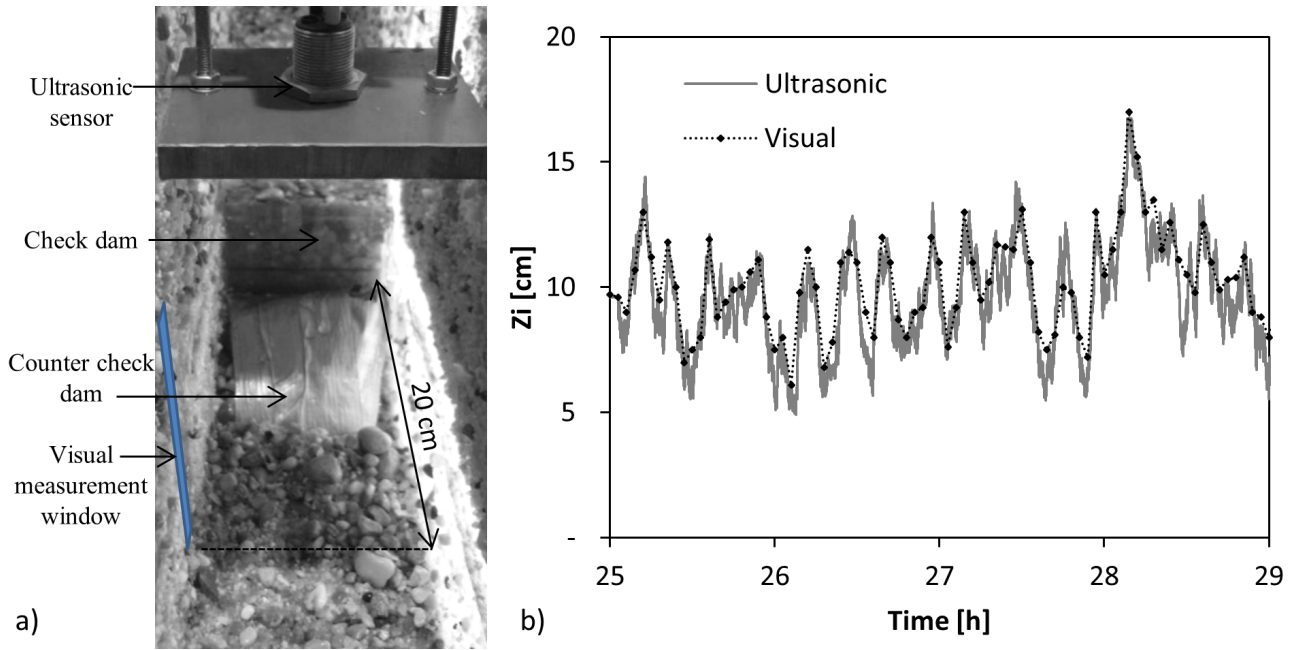 Ultrasonic
sensor
Check dam
Counter check
dam
Visual
measurement
window
20 cm
a)
20
15
10
5
-
Zi [cm]
Ultrasonic
Visual
25 26 27 28 29
Time [h]
b)